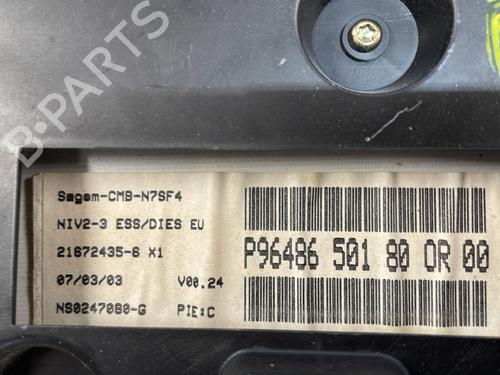 B-PARTS
Sagem-CMB-N7SF4
NIV2-3 ESS/DIES EU
21672435-6 X1
07/03/03 V00.24
NS0247080-G PIE:C
P96486 501 80 0R 00